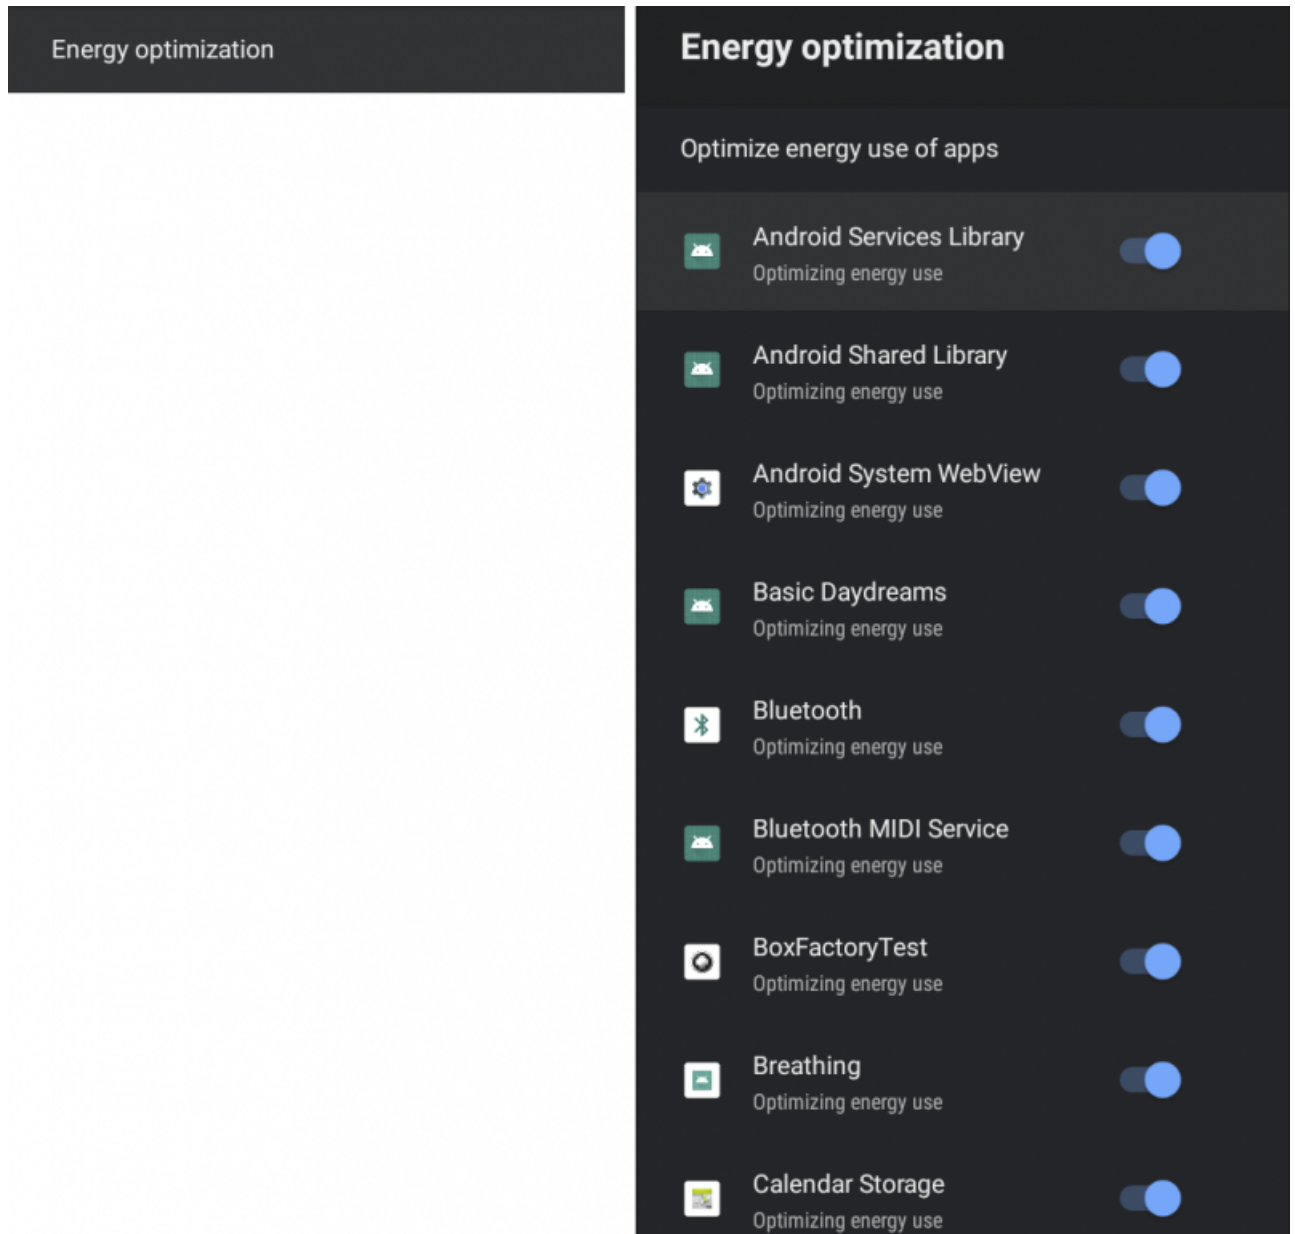 Energy optimization
Energy optimization
Optimize energy use of apps
Android Services Library
Optimizing energy use
Android Shared Library
Optimizing energy use
Android System WebView
Optimizing energy use
Basic Daydreams
Optimizing energy use
Bluetooth
Optimizing energy use
Bluetooth MIDI Service
Optimizing energy use
BoxFactoryTest
Optimizing energy use
Breathing
Optimizing energy use
Calendar Storage
Optimizing energy use